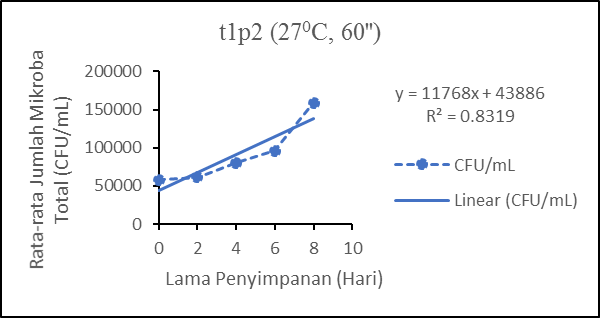 t1p2 (27⁰C, 60")
Rata-rata Jumlah Mikroba
Total (CFU/mL)
200000
150000
100000
50000
0
0 2 4 6 8 10
Lama Penyimpanan (Hari)
y = 11768x + 43886
R² = 0.8319
CFU/mL
Linear (CFU/mL)